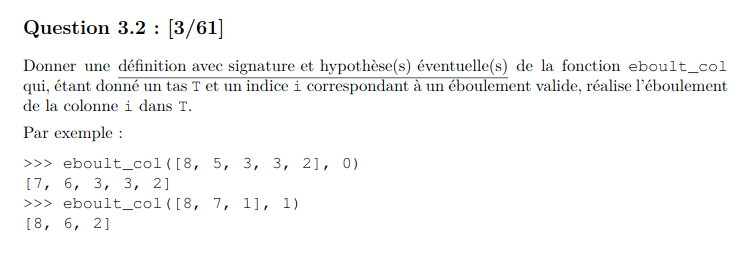 Question 3.2 : [3/61]
Donner une définition avec signature et hypothèse(s) éventuelle(s) de la fonction eboult_col
qui, étant donné un tas T et un indice i correspondant à un éboulement valide, réalise l'éboulement
de la colonne i dans T.
Par exemple :
>>> eboult_col([8, 5, 3, 3, 2], 0)
[7, 6, 3, 3, 2]
>>> eboult_col([8, 7, 1], 1)
[8, 6, 2]